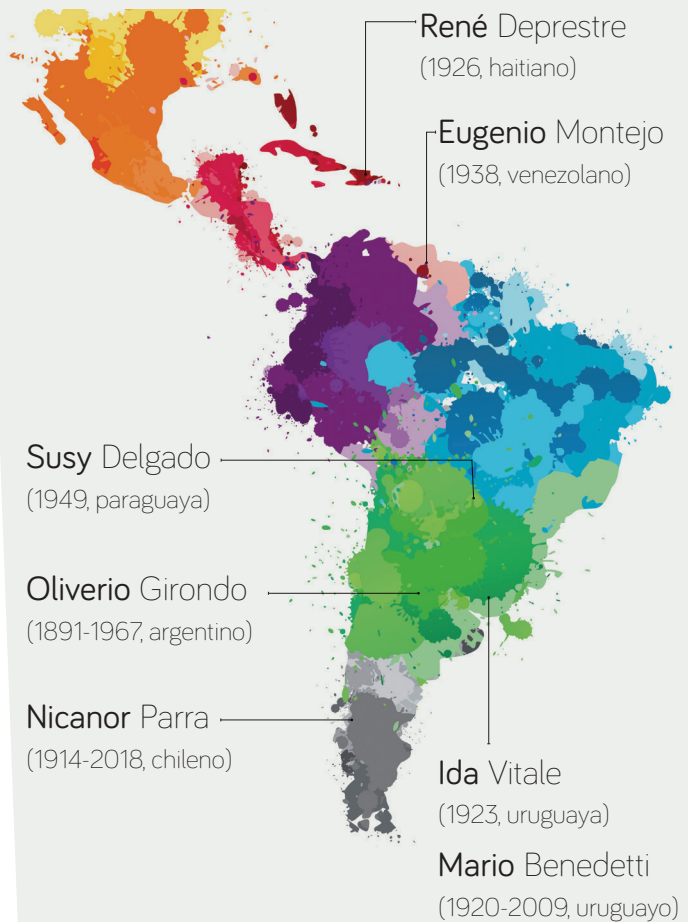 René Deprestre
(1926, haitiano)
Eugenio Montejo
(1938, venezolano)
Susy Delgado
(1949, paraguaya)
Oliverio Girondo
(1891-1967, argentino)
Nicanor Parra
(1914-2018, chileno)
Ida Vitale
(1923, uruguaya)
Mario Benedetti
(1920-2009, uruguayo)